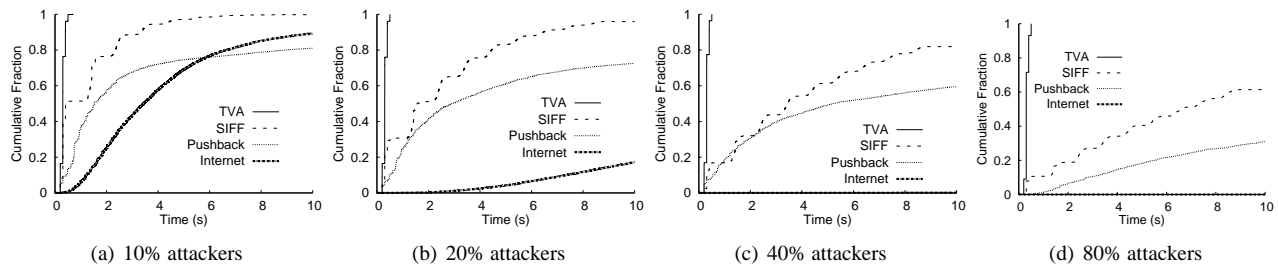 Cumulative Fraction
1
0.8
0.6
0.4
0.2
0
0 2 4 6 8 10
Time (s)
TVA
SIFF
Pushback
Internet
(a) 10% attackers
Cumulative Fraction
1
0.8
0.6
0.4
0.2
0
0 2 4 6 8 10
Time (s)
TVA
SIFF
Pushback
Internet
(b) 20% attackers
Cumulative Fraction
1
0.8
0.6
0.4
0.2
0
0 2 4 6 8 10
Time (s)
TVA
SIFF
Pushback
Internet
(c) 40% attackers
Cumulative Fraction
1
0.8
0.6
0.4
0.2
0
0 2 4 6 8 10
Time (s)
TVA
SIFF
Pushback
Internet
(d) 80% attackers